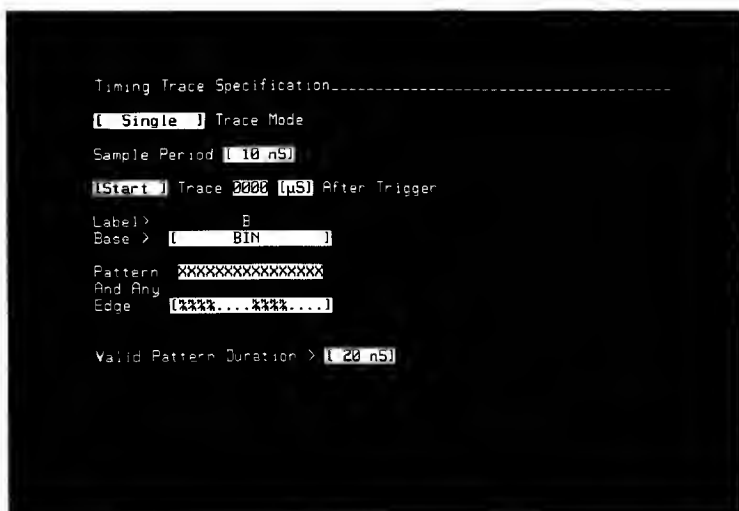 Timing Trace Specification
[ Single ] Trace Mode
Sample Period [ 10 nS]
[Start ] Trace 0000 [µS] After Trigger
Label> B
Base > [ BIN ]
Pattern XXXXXXXXXXXXXXXX
And Any
Edge [%%%%....%%%%....]
Valid Pattern Duration > [ 20 nS]